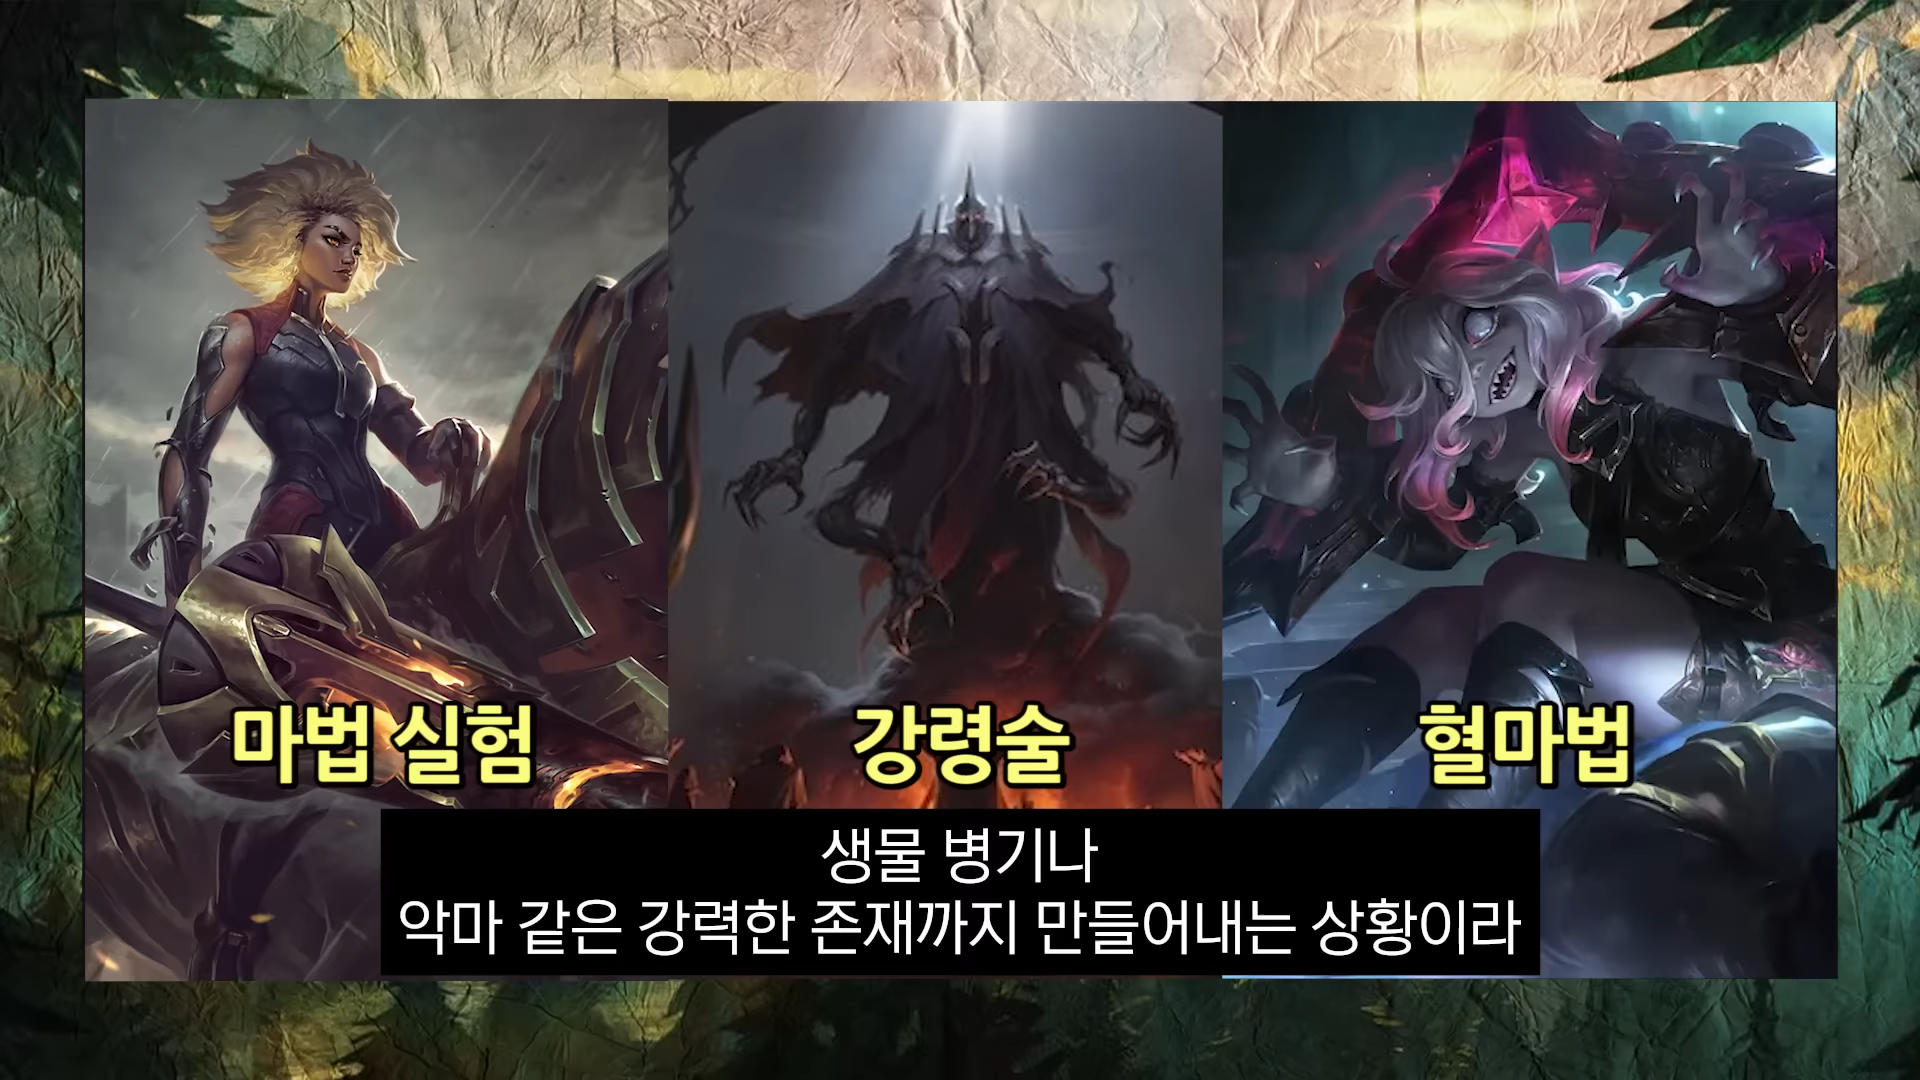 마법 실험
강령술
혈마법
생물 병기나
악마 같은 강력한 존재까지 만들어내는 상황이라